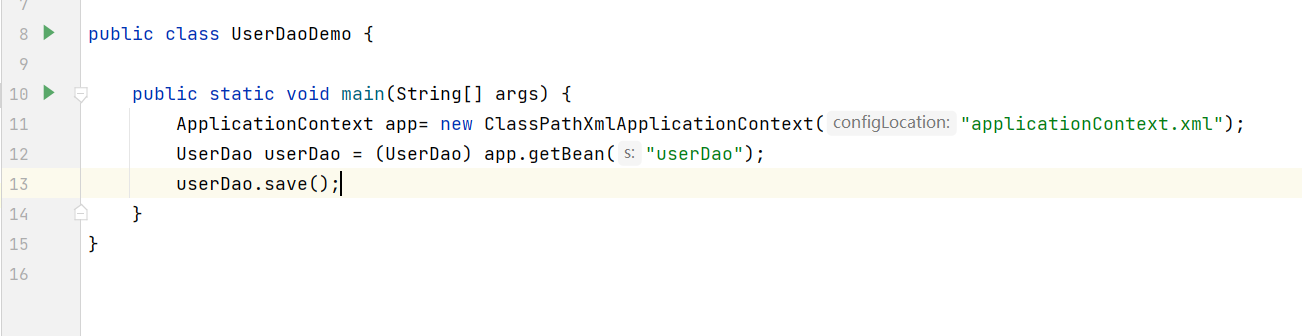 7
8 public class UserDaoDemo {
9
10 public static void main(String[] args) {
11 ApplicationContext app= new ClassPathXmlApplicationContext( configLocation: "applicationContext.xml");
12 UserDao userDao = (UserDao) app.getBean( s: "userDao");
13 userDao.save();
14 }
15 }
16